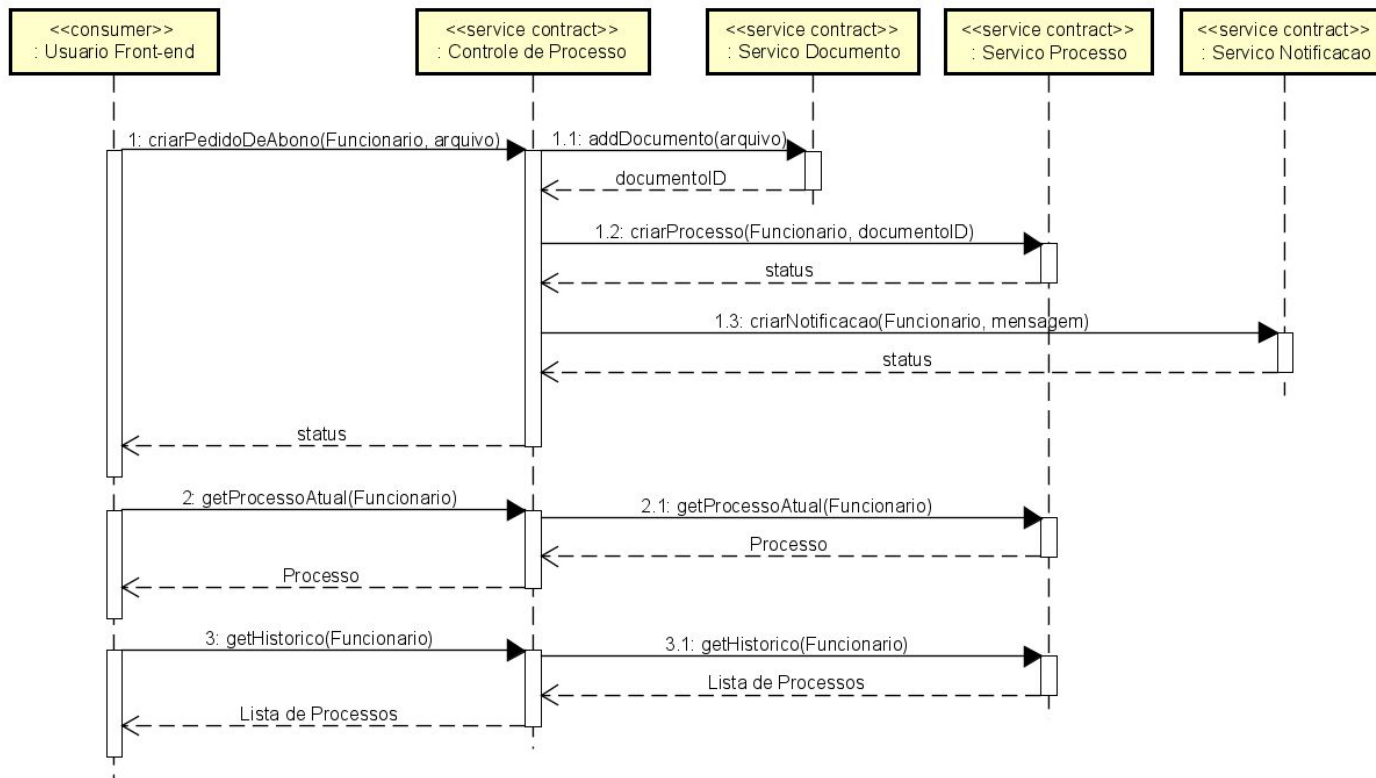 <<consumer>>
: Usuario Front-end
<<service contract>>
: Controle de Processo
<<service contract>>
: Servico Documento
<<service contract>>
: Servico Processo
<<service contract>>
: Servico Notificacao
1: criarPedidoDeAbono(Funcionario, arquivo)
1.1: addDocumento(arquivo)
documentoID
1.2: criarProcesso(Funcionario, documentoID)
status
1.3: criarNotificacao(Funcionario, mensagem)
status
status
2: getProcessoAtual(Funcionario)
2.1: getProcessoAtual(Funcionario)
Processo
Processo
3: getHistorico(Funcionario)
3.1: getHistorico(Funcionario)
Lista de Processos
Lista de Processos